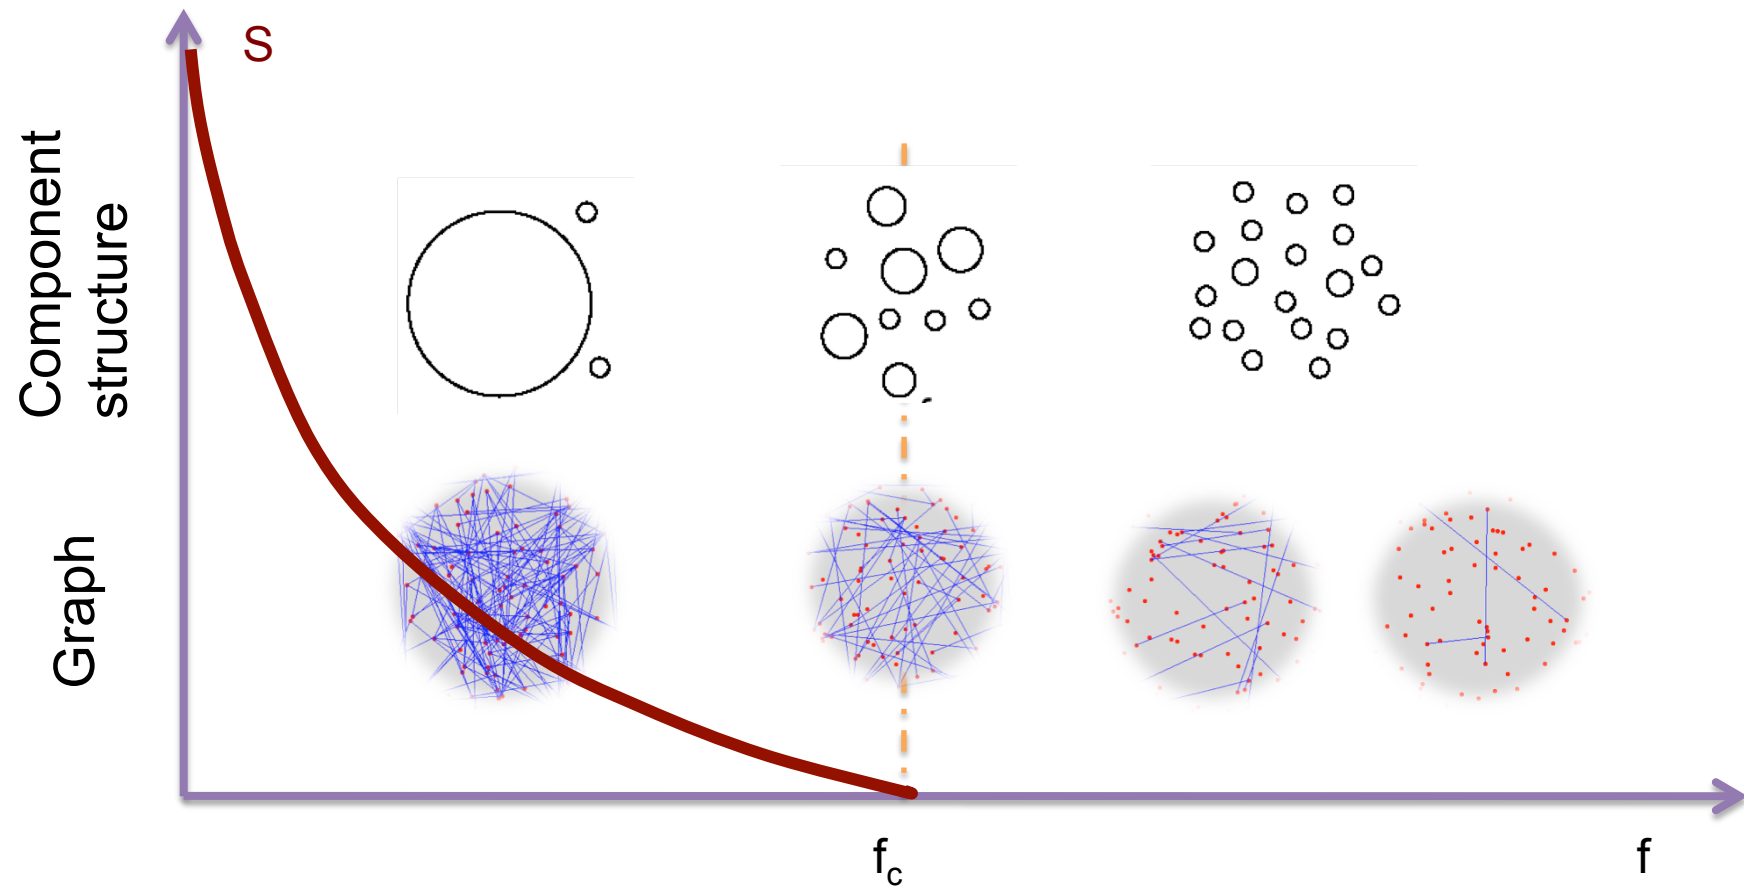 S
Component
structure
Graph
fc
f